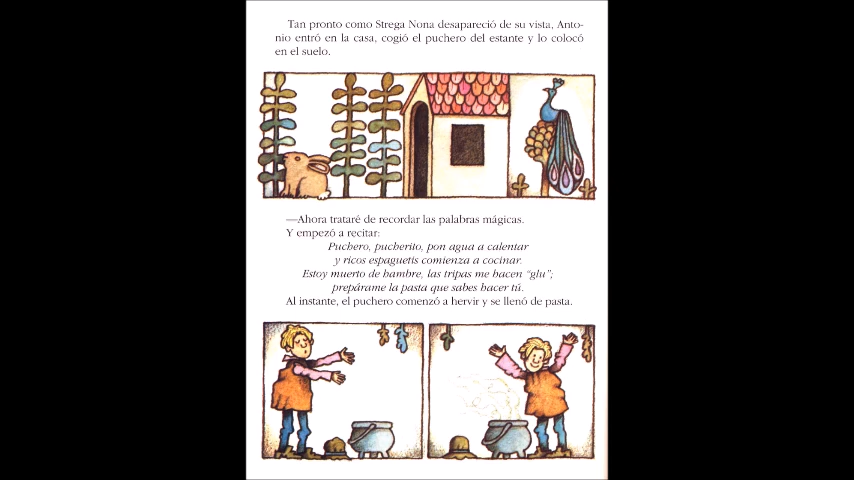 Tan pronto como Strega Nona desapareció de su vista, Anto-
nio entró en la casa, cogió el puchero del estante y lo colocó
en el suelo.
—Ahora trataré de recordar las palabras mágicas.
Y empezó a recitar:
Puchero, pucherito, pon agua a calentar
y ricos espaguetis comienza a cocinar.
Estoy muerto de hambre, las tripas me hacen “glu”;
prepárame la pasta que sabes hacer tú.
Al instante, el puchero comenzó a hervir y se llenó de pasta.